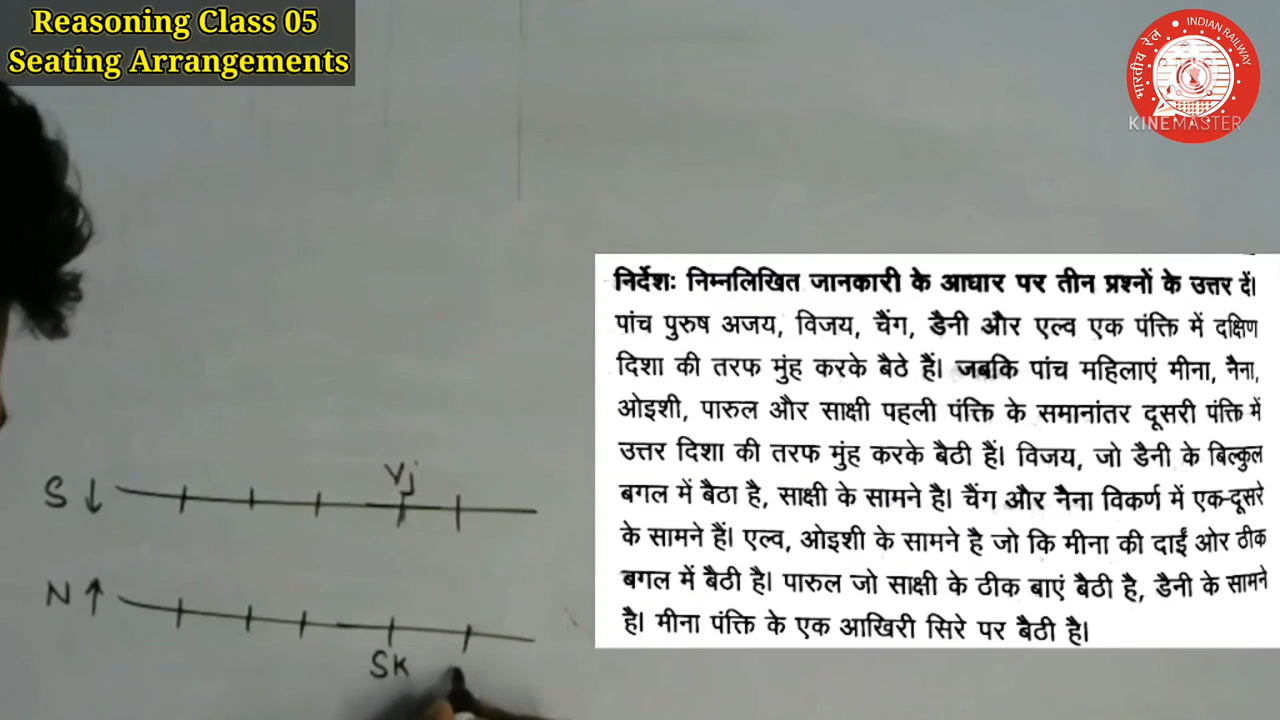 Reasoning Class 05
Seating Arrangements
भारतीय रेल INDIAN RAILWAY
KINEMASTER
निर्देशः निम्नलिखित जानकारी के आधार पर तीन प्रश्नों के उत्तर दें।
पांच पुरुष अजय, विजय, चैंग, डैनी और एल्व एक पंक्ति में दक्षिण
दिशा की तरफ मुंह करके बैठे हैं। जबकि पांच महिलाएं मीना, नैना,
ओइशी, पारुल और साक्षी पहली पंक्ति के समानांतर दूसरी पंक्ति में
उत्तर दिशा की तरफ मुंह करके बैठी हैं। विजय, जो डैनी के बिल्कुल
बगल में बैठा है, साक्षी के सामने है। चैंग और नैना विकर्ण में एक-दूसरे
के सामने हैं। एल्व, ओइशी के सामने है जो कि मीना की दाईं ओर ठीक
बगल में बैठी है। पारुल जो साक्षी के ठीक बाएं बैठी है, डैनी के सामने
है। मीना पंक्ति के एक आखिरी सिरे पर बैठी है।
Vj
S ↓
N ↑
SK